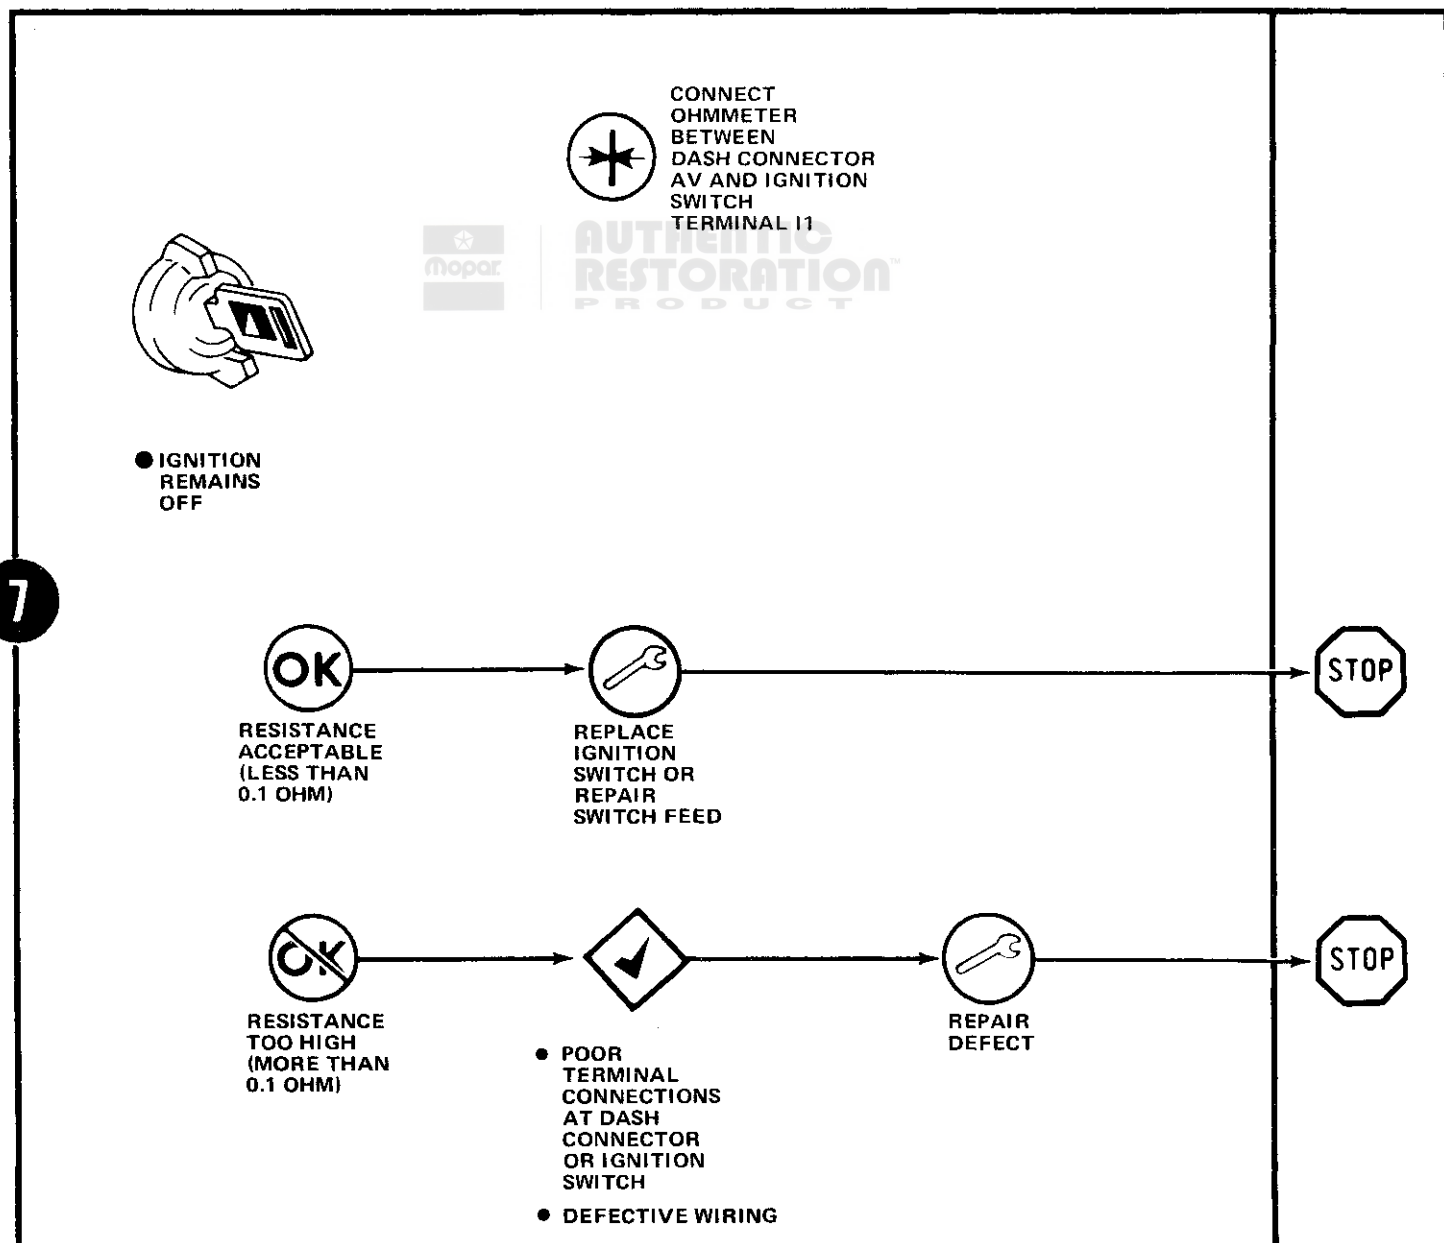 CONNECT
OHMMETER
BETWEEN
DASH CONNECTOR
AV AND IGNITION
SWITCH
TERMINAL I1
Mopar
AUTHENTIC
RESTORATION™
PRODUCT
● IGNITION
REMAINS
OFF
7
OK
RESISTANCE
ACCEPTABLE
(LESS THAN
0.1 OHM)
REPLACE
IGNITION
SWITCH OR
REPAIR
SWITCH FEED
STOP
OK
RESISTANCE
TOO HIGH
(MORE THAN
0.1 OHM)
● POOR
TERMINAL
CONNECTIONS
AT DASH
CONNECTOR
OR IGNITION
SWITCH
● DEFECTIVE WIRING
REPAIR
DEFECT
STOP